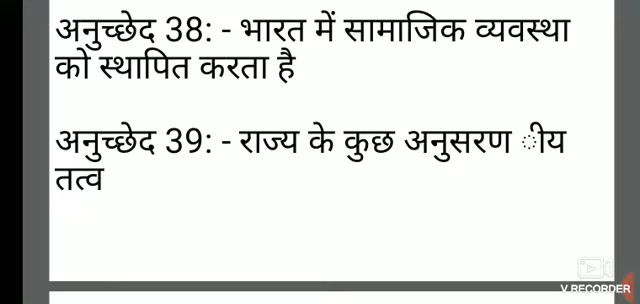 अनुच्छेद 38: - भारत में सामाजिक व्यवस्था
को स्थापित करता है
अनुच्छेद 39: - राज्य के कुछ अनुसरण ीय
तत्व
V RECORDER